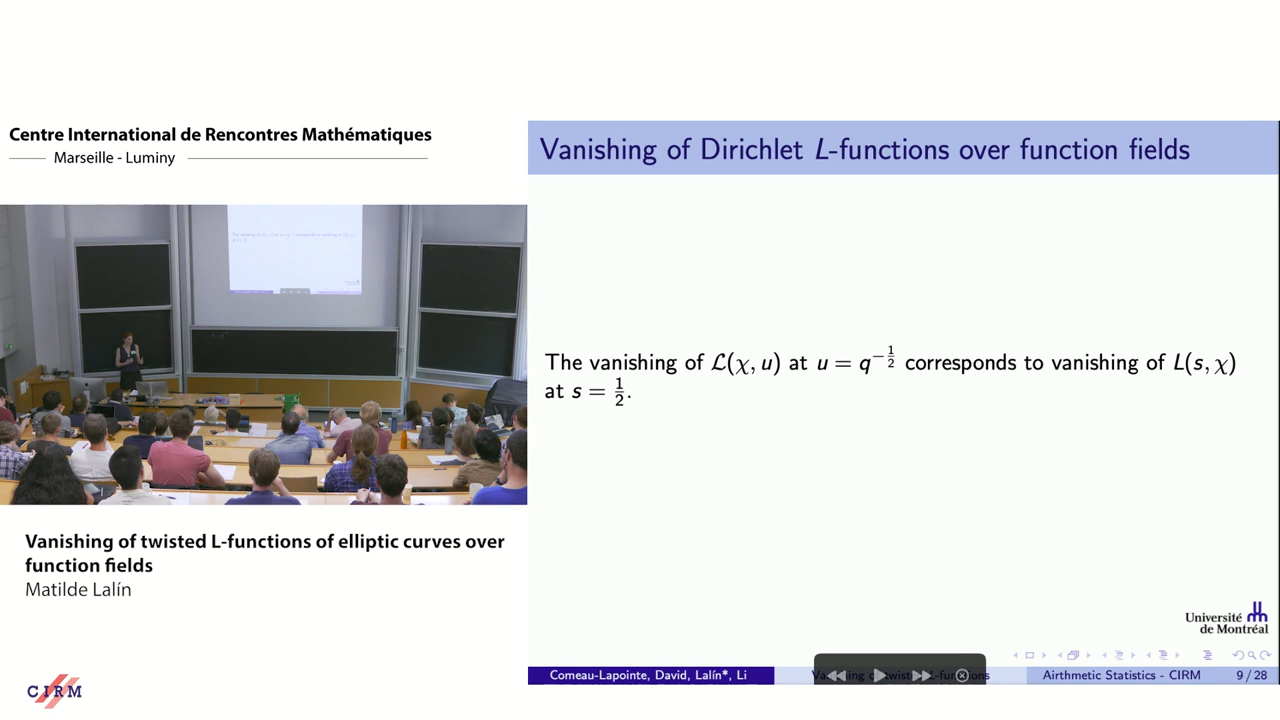 Centre International de Rencontres Mathématiques
Marseille - Luminy
Vanishing of twisted L-functions of elliptic curves over
function fields
Matilde Lalín
CIRM
Vanishing of Dirichlet L-functions over function fields
The vanishing of 𝓛(χ, u) at u = q^{-1/2} corresponds to vanishing of L(s, χ)
at s = 1/2.
Université
de Montréal
Comeau-Lapointe, David, Lalín*, Li
Airthmetic Statistics - CIRM
9 / 28